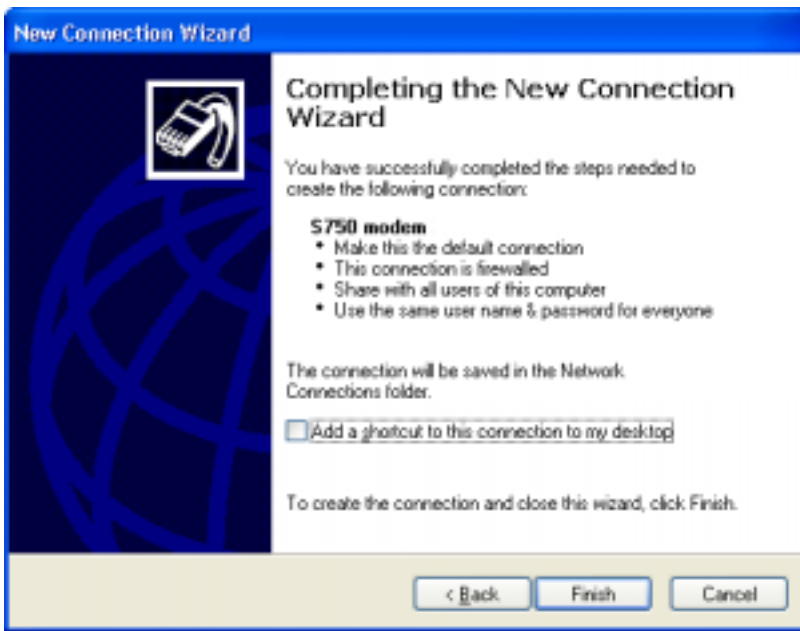 New Connection Wizard
Completing the New Connection
Wizard
You have successfully completed the steps needed to
create the following connection:
S750 modem
• Make this the default connection
• This connection is firewalled
• Share with all users of this computer
• Use the same user name & password for everyone
The connection will be saved in the Network
Connections folder.
Add a shortcut to this connection to my desktop
To create the connection and close this wizard, click Finish.
< Back
Finish
Cancel